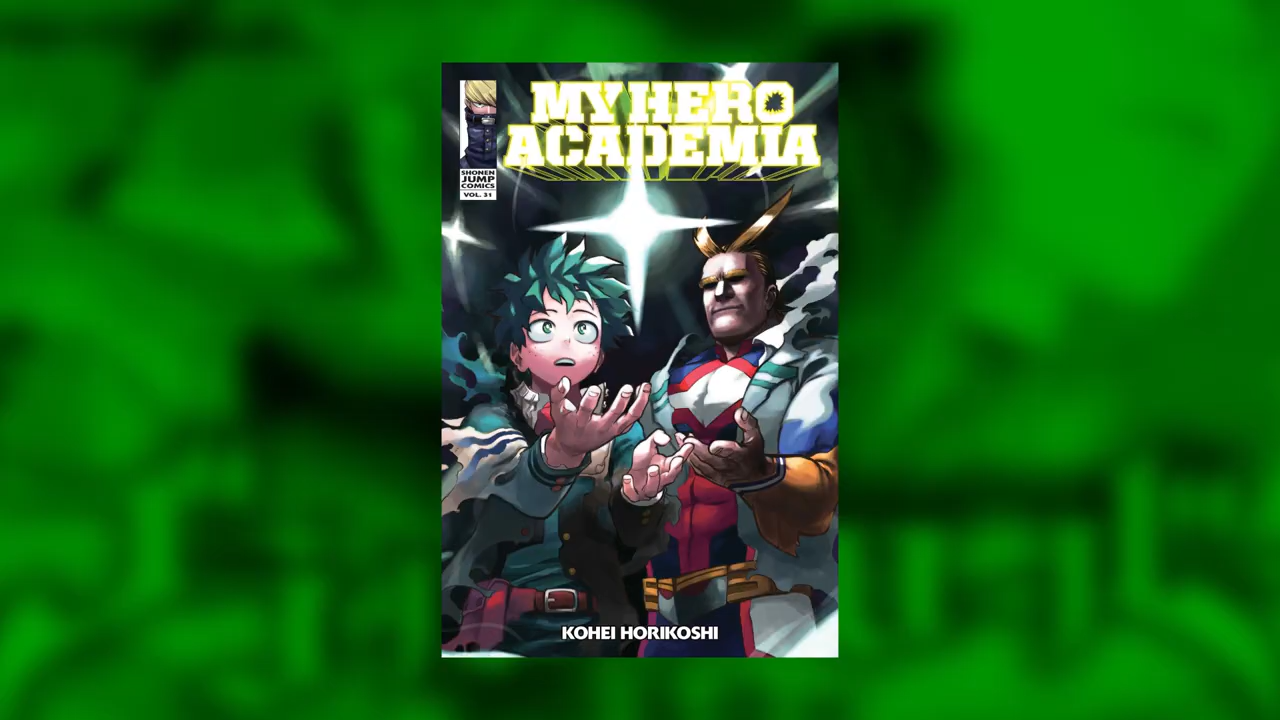 MY HERO
ACADEMIA
SHONEN
JUMP
COMICS
VOL. 31
KOHEI HORIKOSHI